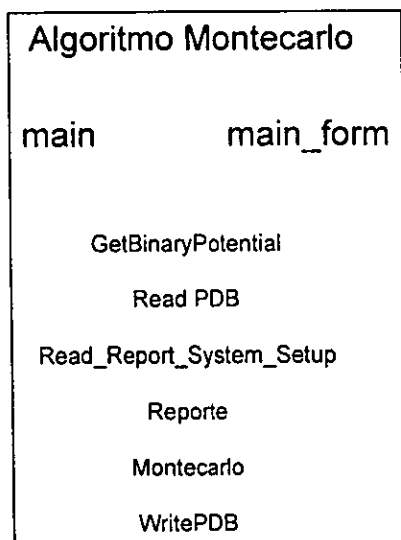 Algoritmo Montecarlo
main main_form
GetBinaryPotential
Read PDB
Read_Report_System_Setup
Reporte
Montecarlo
WritePDB